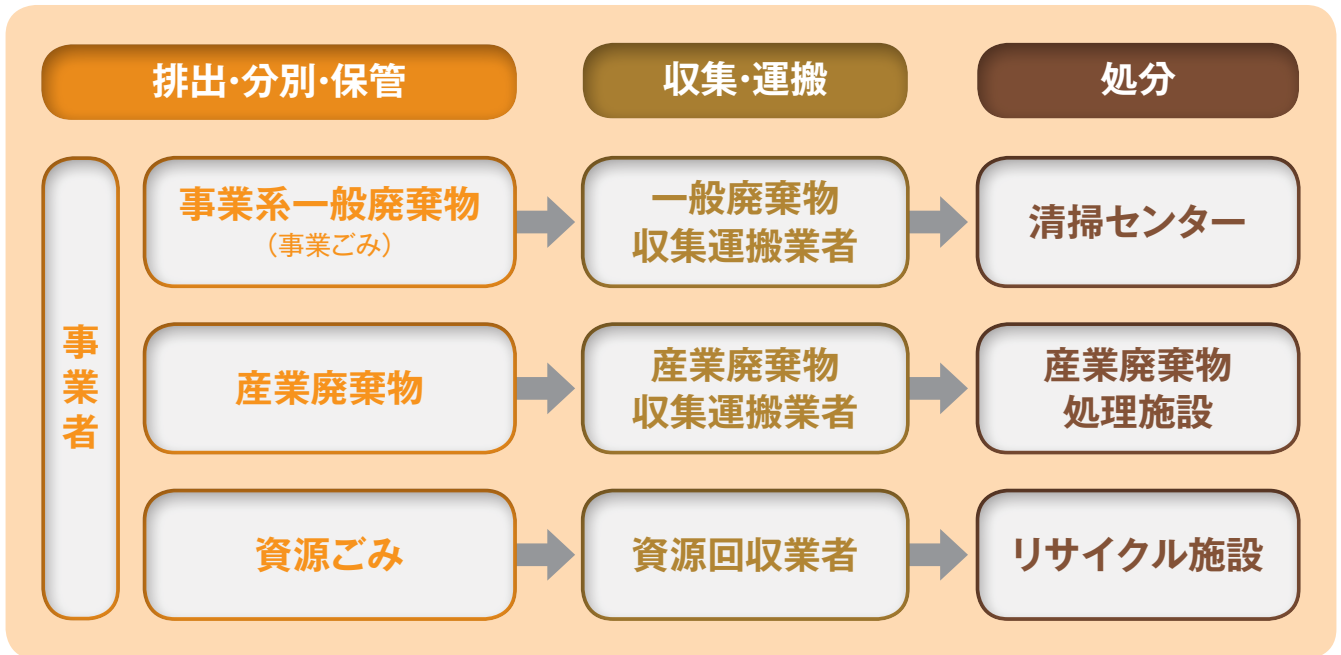 排出・分別・保管
収集・運搬
処分
事業者
事業系一般廃棄物
（事業ごみ）
一般廃棄物
収集運搬業者
清掃センター
産業廃棄物
産業廃棄物
収集運搬業者
産業廃棄物
処理施設
資源ごみ
資源回収業者
リサイクル施設